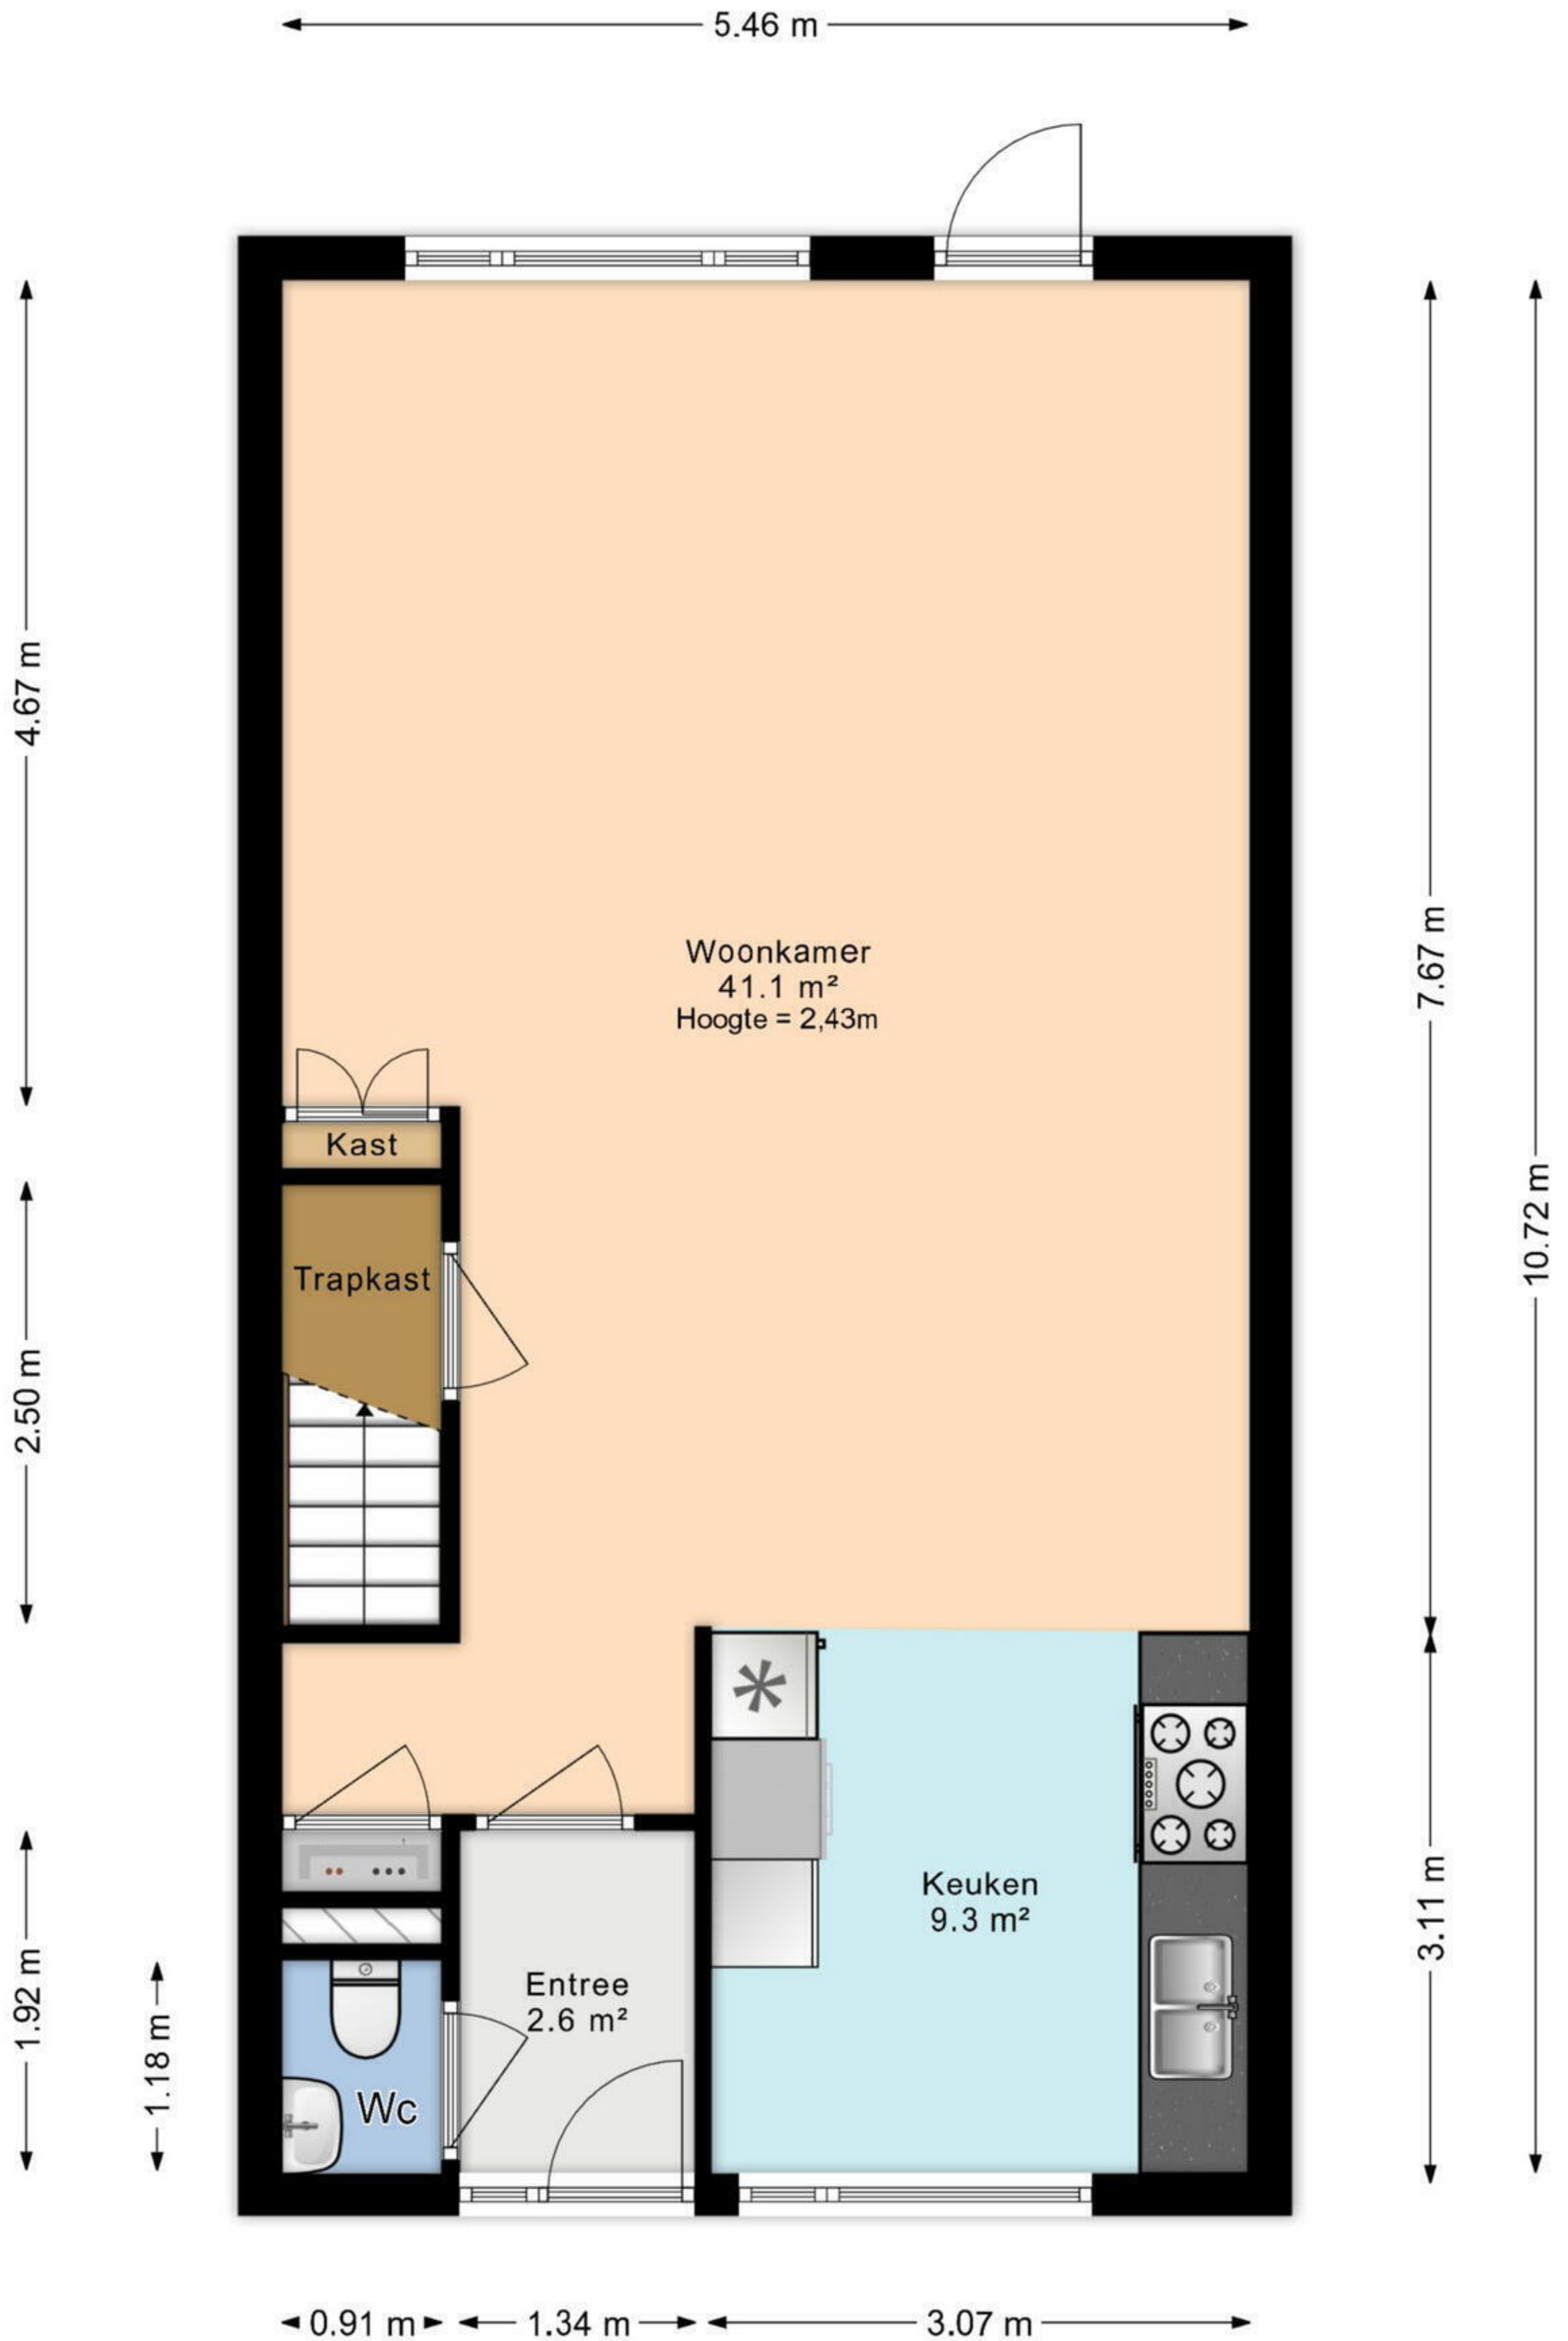 5.46 m
4.67 m
7.67 m
Woonkamer
41.1 m²
Hoogte = 2,43m
Kast
10.72 m
Trapkast
2.50 m
Keuken
9.3 m²
3.11 m
Entree
2.6 m²
1.92 m
1.18 m
Wc
0.91 m
1.34 m
3.07 m